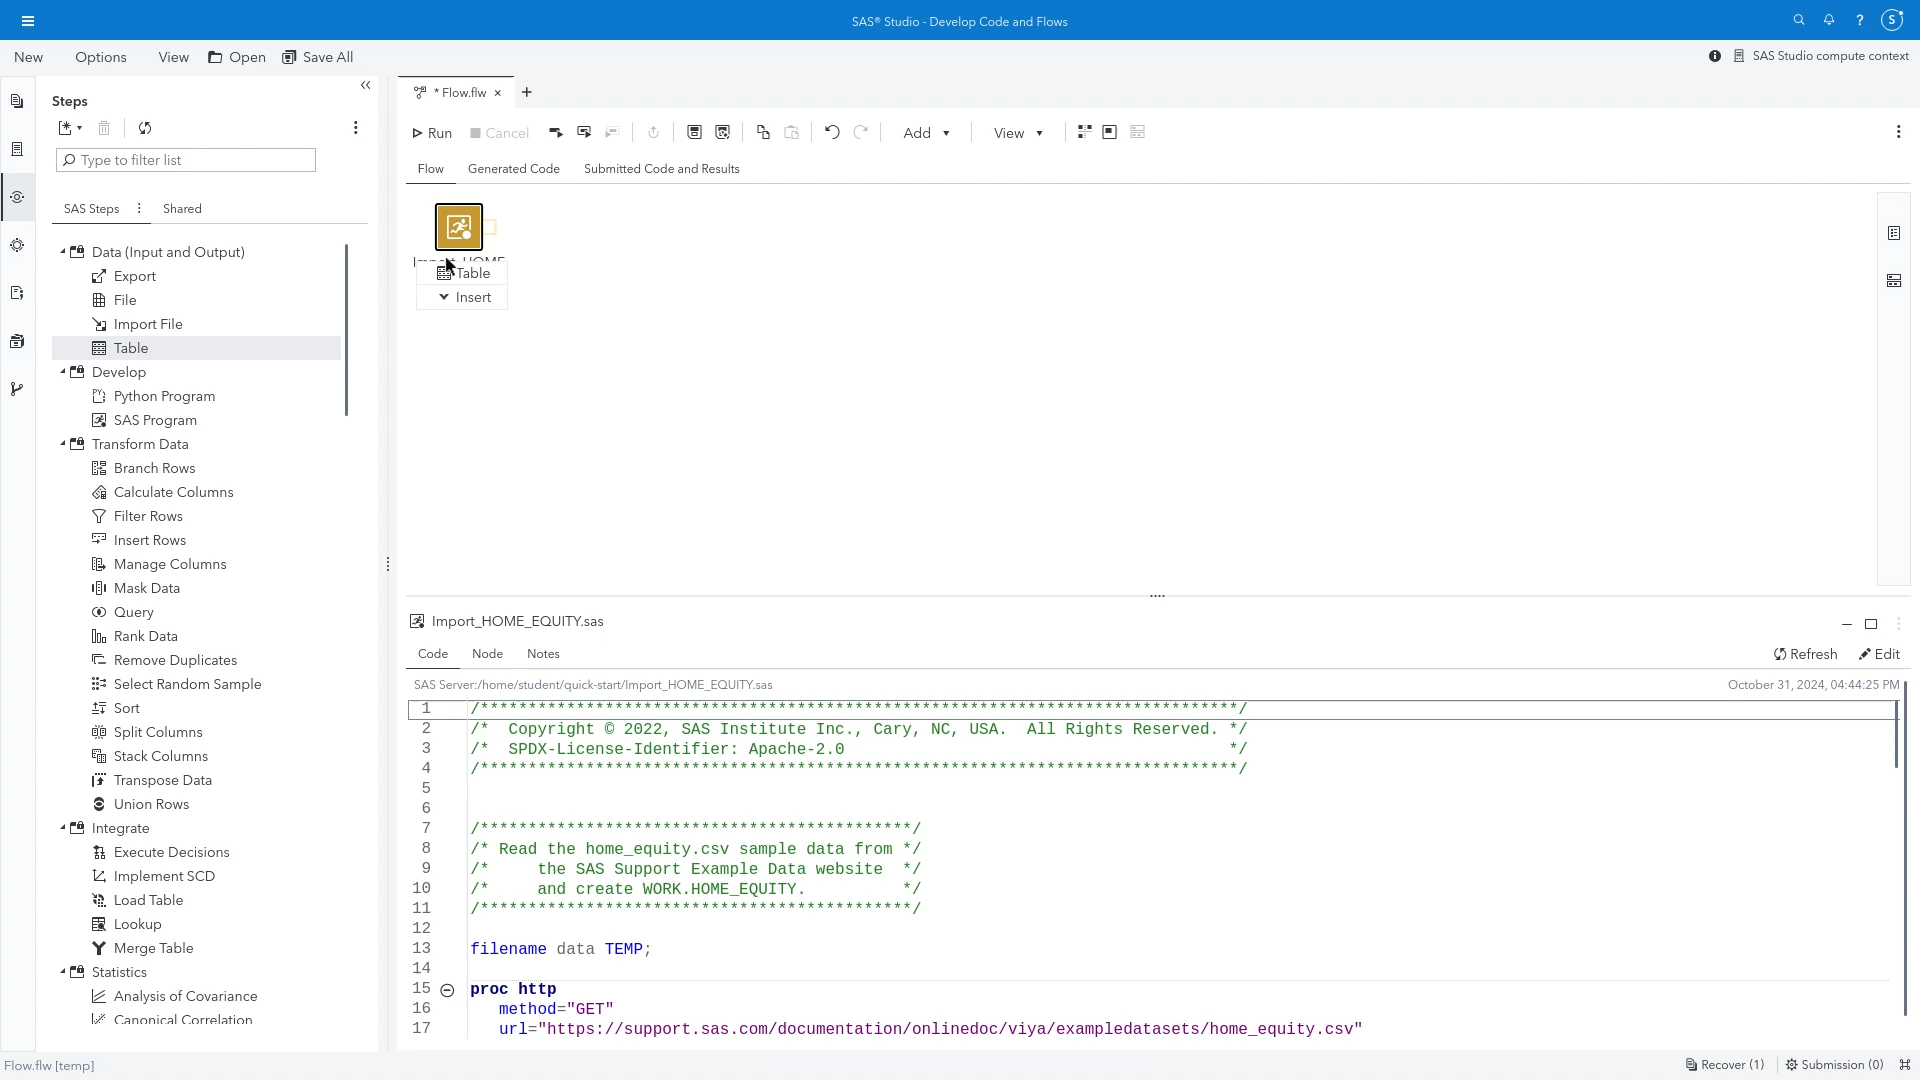 SAS® Studio - Develop Code and Flows
S
New Options View Open Save All
SAS Studio compute context
Steps
Type to filter list
SAS Steps Shared
Data (Input and Output)
Export
File
Import File
Table
Develop
Python Program
SAS Program
Transform Data
Branch Rows
Calculate Columns
Filter Rows
Insert Rows
Manage Columns
Mask Data
Query
Rank Data
Remove Duplicates
Select Random Sample
Sort
Split Columns
Stack Columns
Transpose Data
Union Rows
Integrate
Execute Decisions
Implement SCD
Load Table
Lookup
Merge Table
Statistics
Analysis of Covariance
Canonical Correlation
* Flow.flw
Run Cancel Add View
Flow Generated Code Submitted Code and Results
Import_HOME
Table
Insert
Import_HOME_EQUITY.sas
Code Node Notes
Refresh Edit
SAS Server:/home/student/quick-start/Import_HOME_EQUITY.sas
October 31, 2024, 04:44:25 PM
1 /*******************************************************************************/
2 /* Copyright © 2022, SAS Institute Inc., Cary, NC, USA. All Rights Reserved. */
3 /* SPDX-License-Identifier: Apache-2.0 */
4 /*******************************************************************************/
5
6
7 /*********************************************/
8 /* Read the home_equity.csv sample data from */
9 /* the SAS Support Example Data website */
10 /* and create WORK.HOME_EQUITY. */
11 /*********************************************/
12
13 filename data TEMP;
14
15 proc http
16 method="GET"
17 url="https://support.sas.com/documentation/onlinedoc/viya/exampledatasets/home_equity.csv"
Flow.flw [temp]
Recover (1) Submission (0)